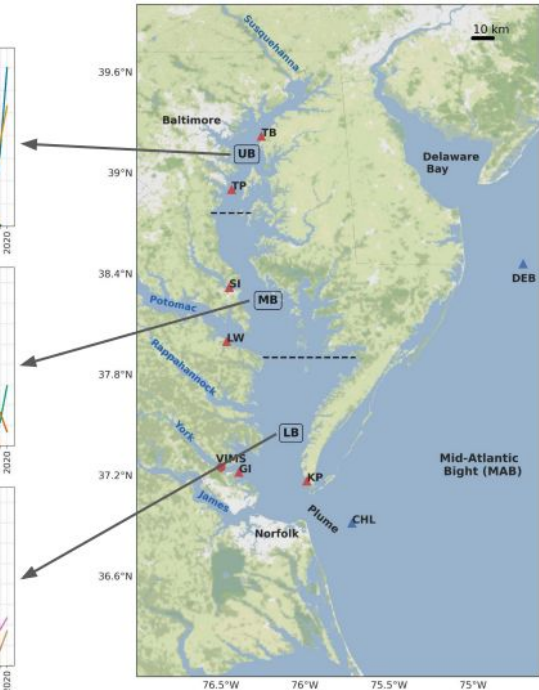 Susquehanna
10 km
39.6°N
Baltimore
TB
UB
Delaware
Bay
39°N
TP
2020
38.4°N
DEB
SI
MB
Potomac
LW
37.8°N
Rappahannock
2020
LB
York
Mid-Atlantic
Bight (MAB)
VIMS
GI
KP
37.2°N
James
Plume
CHL
Norfolk
36.6°N
2020
76.5°W
76°W
75.5°W
75°W